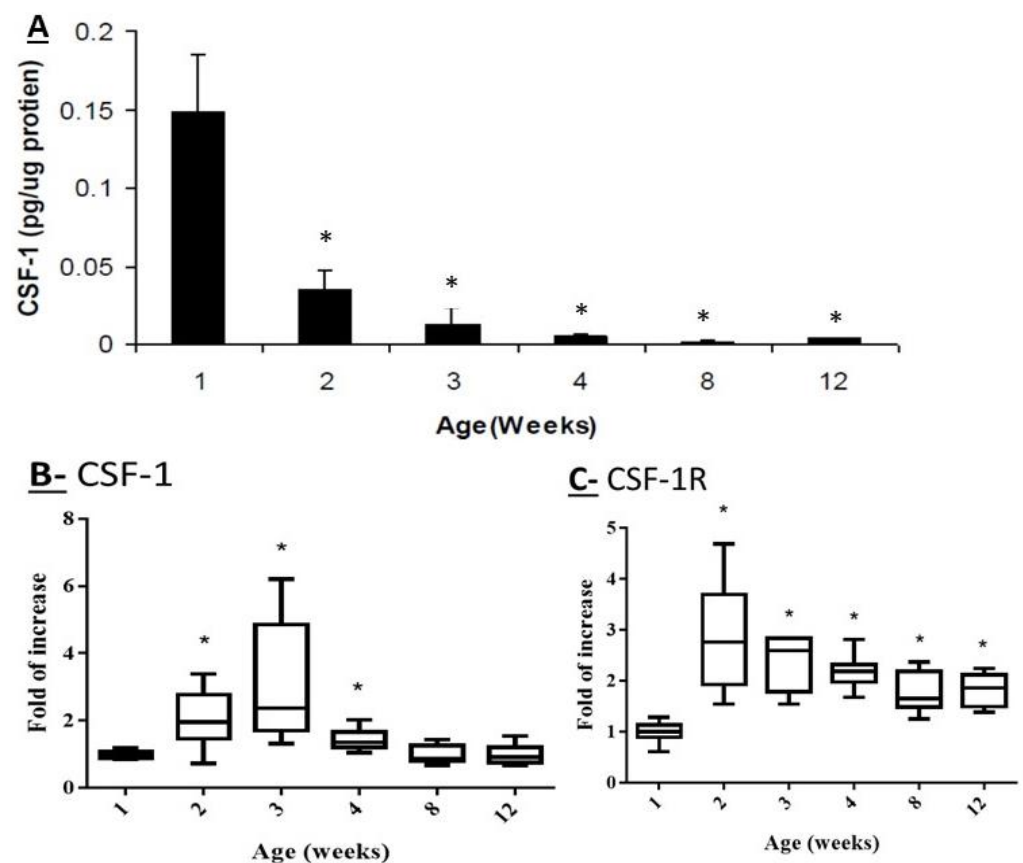 A
0.2
0.15
0.1
0.05
0
CSF-1 (pg/ug protien)
* * * * *
1 2 3 4 8 12
Age(Weeks)
B- CSF-1
8
6
4
2
0
Fold of increase
* * *
1 2 3 4 8 12
Age (weeks)
C- CSF-1R
5
4
3
2
1
0
Fold of increase
* * * * *
1 2 3 4 8 12
Age (weeks)